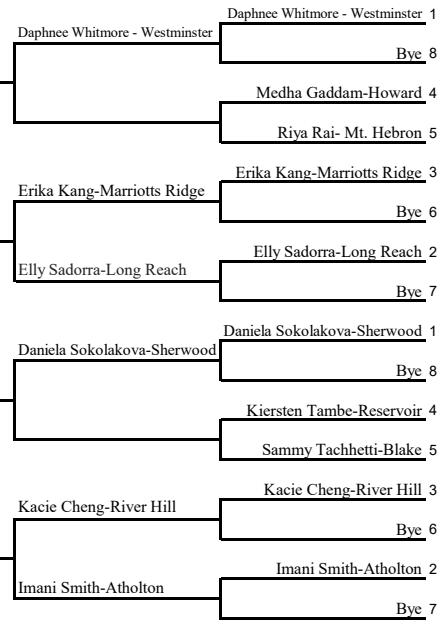 Daphnee Whitmore - Westminster 1
Daphnee Whitmore - Westminster
Bye 8
Medha Gaddam-Howard 4
Riya Rai- Mt. Hebron 5
Erika Kang-Marriotts Ridge 3
Erika Kang-Marriotts Ridge
Bye 6
Elly Sadorra-Long Reach 2
Elly Sadorra-Long Reach
Bye 7
Daniela Sokolakova-Sherwood 1
Daniela Sokolakova-Sherwood
Bye 8
Kiersten Tambe-Reservoir 4
Sammy Tachhetti-Blake 5
Kacie Cheng-River Hill 3
Kacie Cheng-River Hill
Bye 6
Imani Smith-Atholton 2
Imani Smith-Atholton
Bye 7